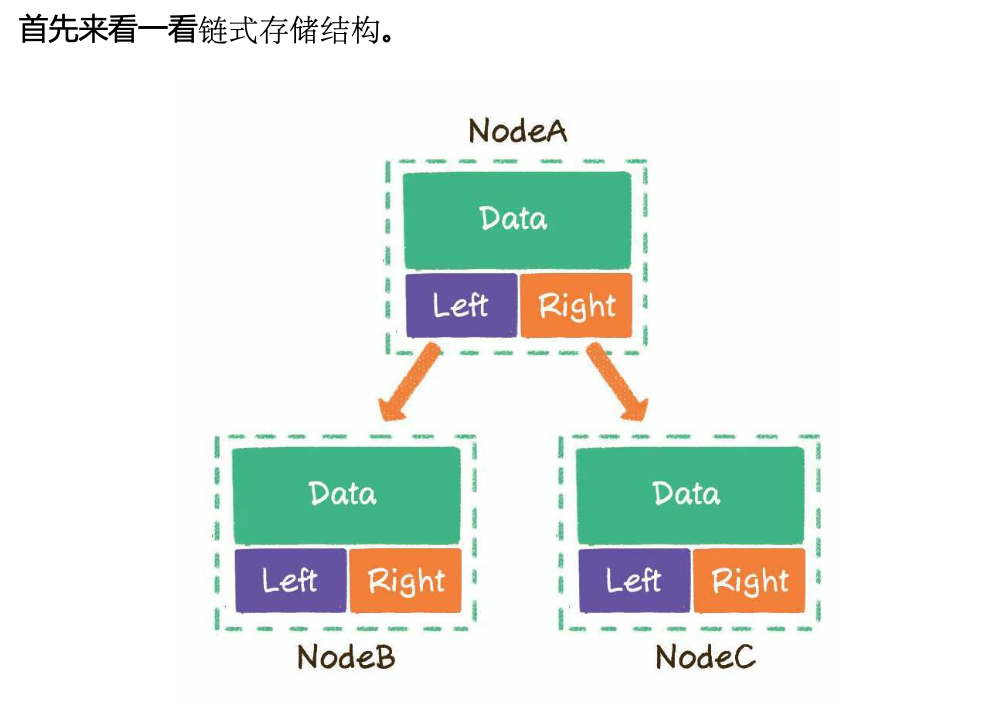 首先来看一看链式存储结构。
NodeA
Data
Left Right
Data Data
Left Right Left Right
NodeB NodeC